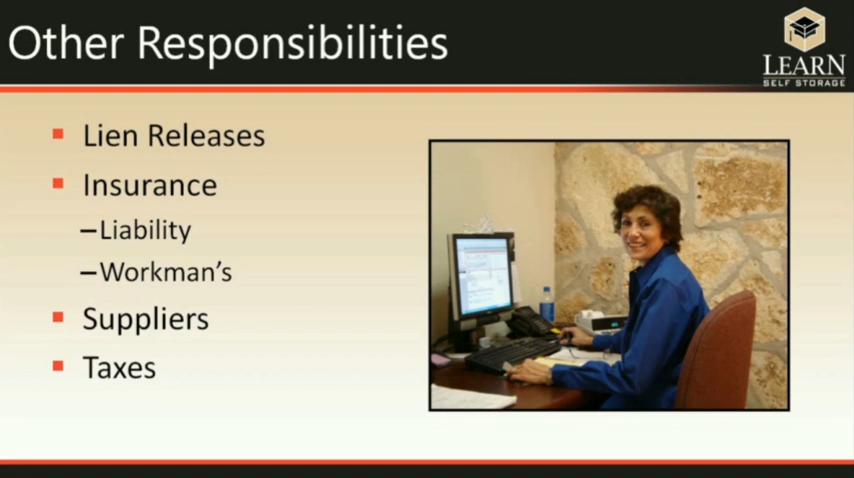 Other Responsibilities
LEARN
SELF STORAGE
▪ Lien Releases
▪ Insurance
–Liability
–Workman's
▪ Suppliers
▪ Taxes